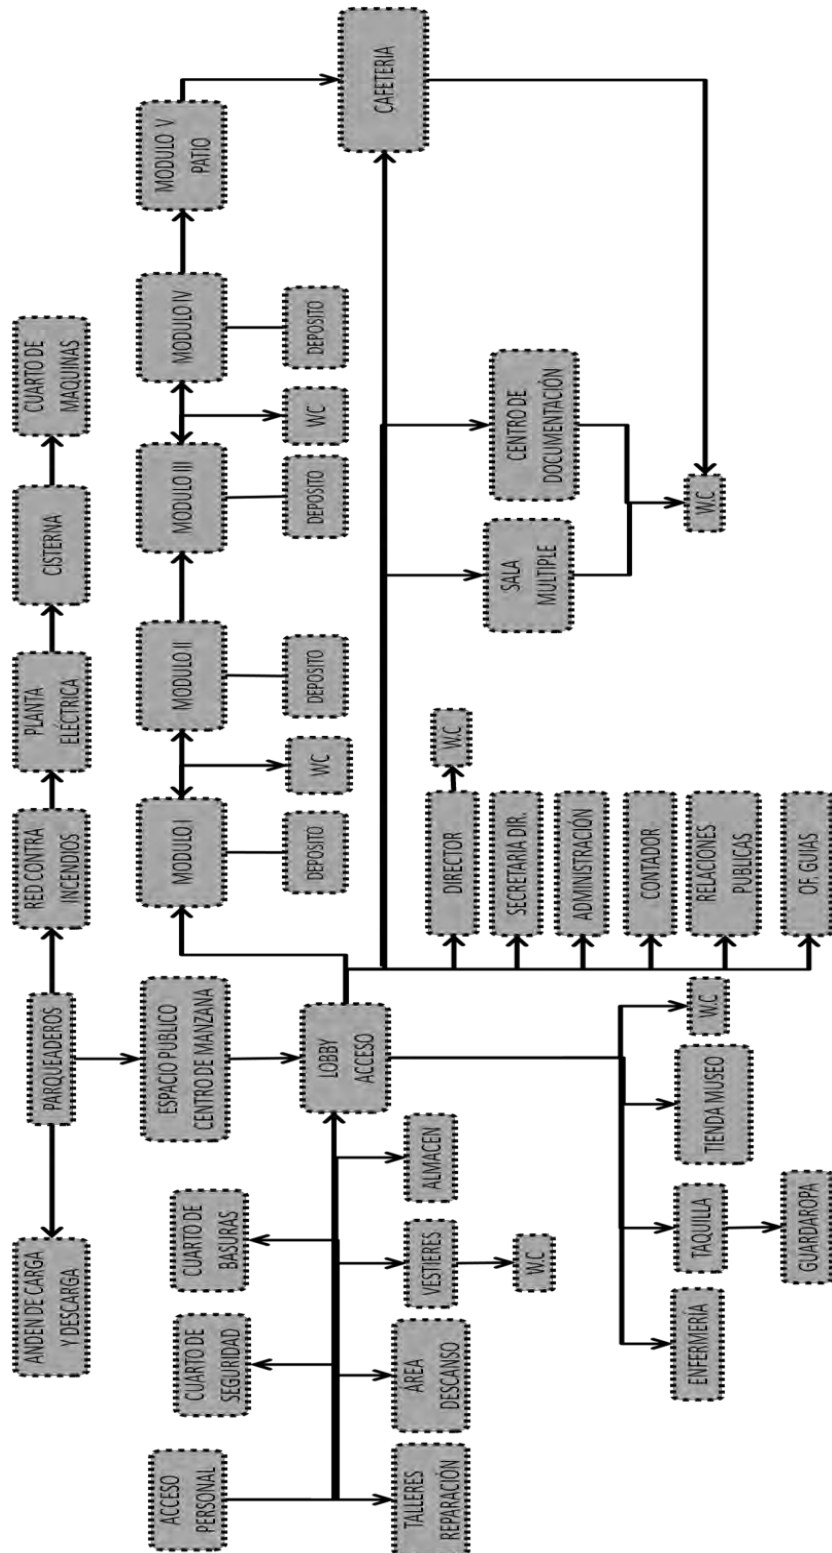 ANDEN DE CARGA
Y DESCARGA
PARQUEADEROS
RED CONTRA
INCENDIOS
PLANTA
ELÉCTRICA
CISTERNA
CUARTO DE
MAQUINAS
ACCESO
PERSONAL
CUARTO DE
SEGURIDAD
CUARTO DE
BASURAS
ESPACIO PUBLICO
CENTRO DE MANZANA
MODULO I
MODULO II
MODULO III
MODULO IV
MODULO V
PATIO
DEPOSITO
WC
DEPOSITO
DEPOSITO
WC
DEPOSITO
LOBBY
ACCESO
CAFETERIA
TALLERES
REPARACIÓN
ÁREA
DESCANSO
VESTIERES
ALMACEN
W.C
DIRECTOR
W.C
SECRETARIA DIR.
ADMINISTRACIÓN
CONTADOR
RELACIONES
PUBLICAS
OF. GUIAS
SALA
MULTIPLE
CENTRO DE
DOCUMENTACIÓN
W.C
ENFERMERÍA
TAQUILLA
TIENDA MUSEO
W.C
GUARDAROPA